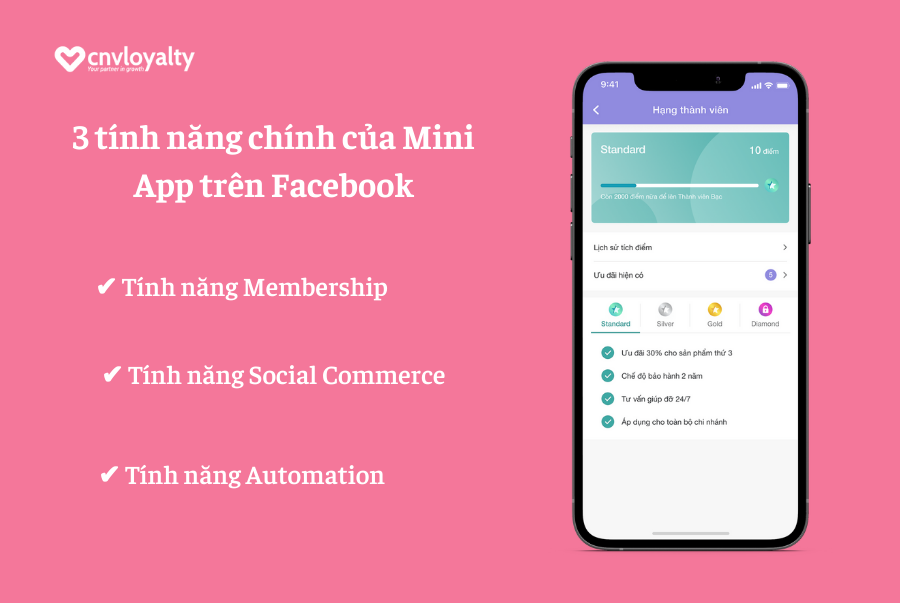 cnvloyalty
Your partner in growth
3 tính năng chính của Mini
App trên Facebook
✔ Tính năng Membership
✔ Tính năng Social Commerce
✔ Tính năng Automation
9:41
Hạng thành viên
Standard
10 điểm
Còn 2000 điểm nữa để lên Thành viên Bạc
Lịch sử tích điểm
Ưu đãi hiện có
5
Standard
Silver
Gold
Diamond
Ưu đãi 30% cho sản phẩm thứ 3
Chế độ bảo hành 2 năm
Tư vấn giúp đỡ 24/7
Áp dụng cho toàn bộ chi nhánh